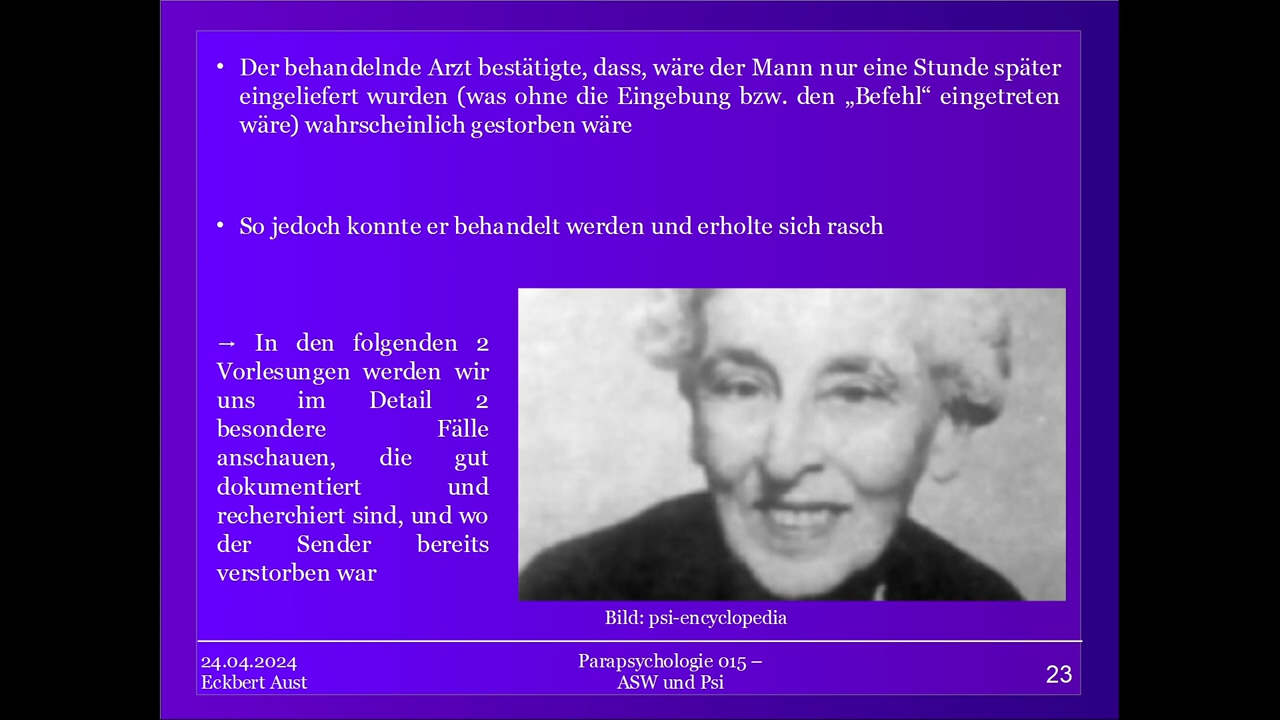 • Der behandelnde Arzt bestätigte, dass, wäre der Mann nur eine Stunde später
eingeliefert wurden (was ohne die Eingebung bzw. den „Befehl“ eingetreten
wäre) wahrscheinlich gestorben wäre
• So jedoch konnte er behandelt werden und erholte sich rasch
→ In den folgenden 2
Vorlesungen werden wir
uns im Detail 2
besondere Fälle
anschauen, die gut
dokumentiert und
recherchiert sind, und wo
der Sender bereits
verstorben war
Bild: psi-encyclopedia
24.04.2024
Eckbert Aust
Parapsychologie 015 –
ASW und Psi
23